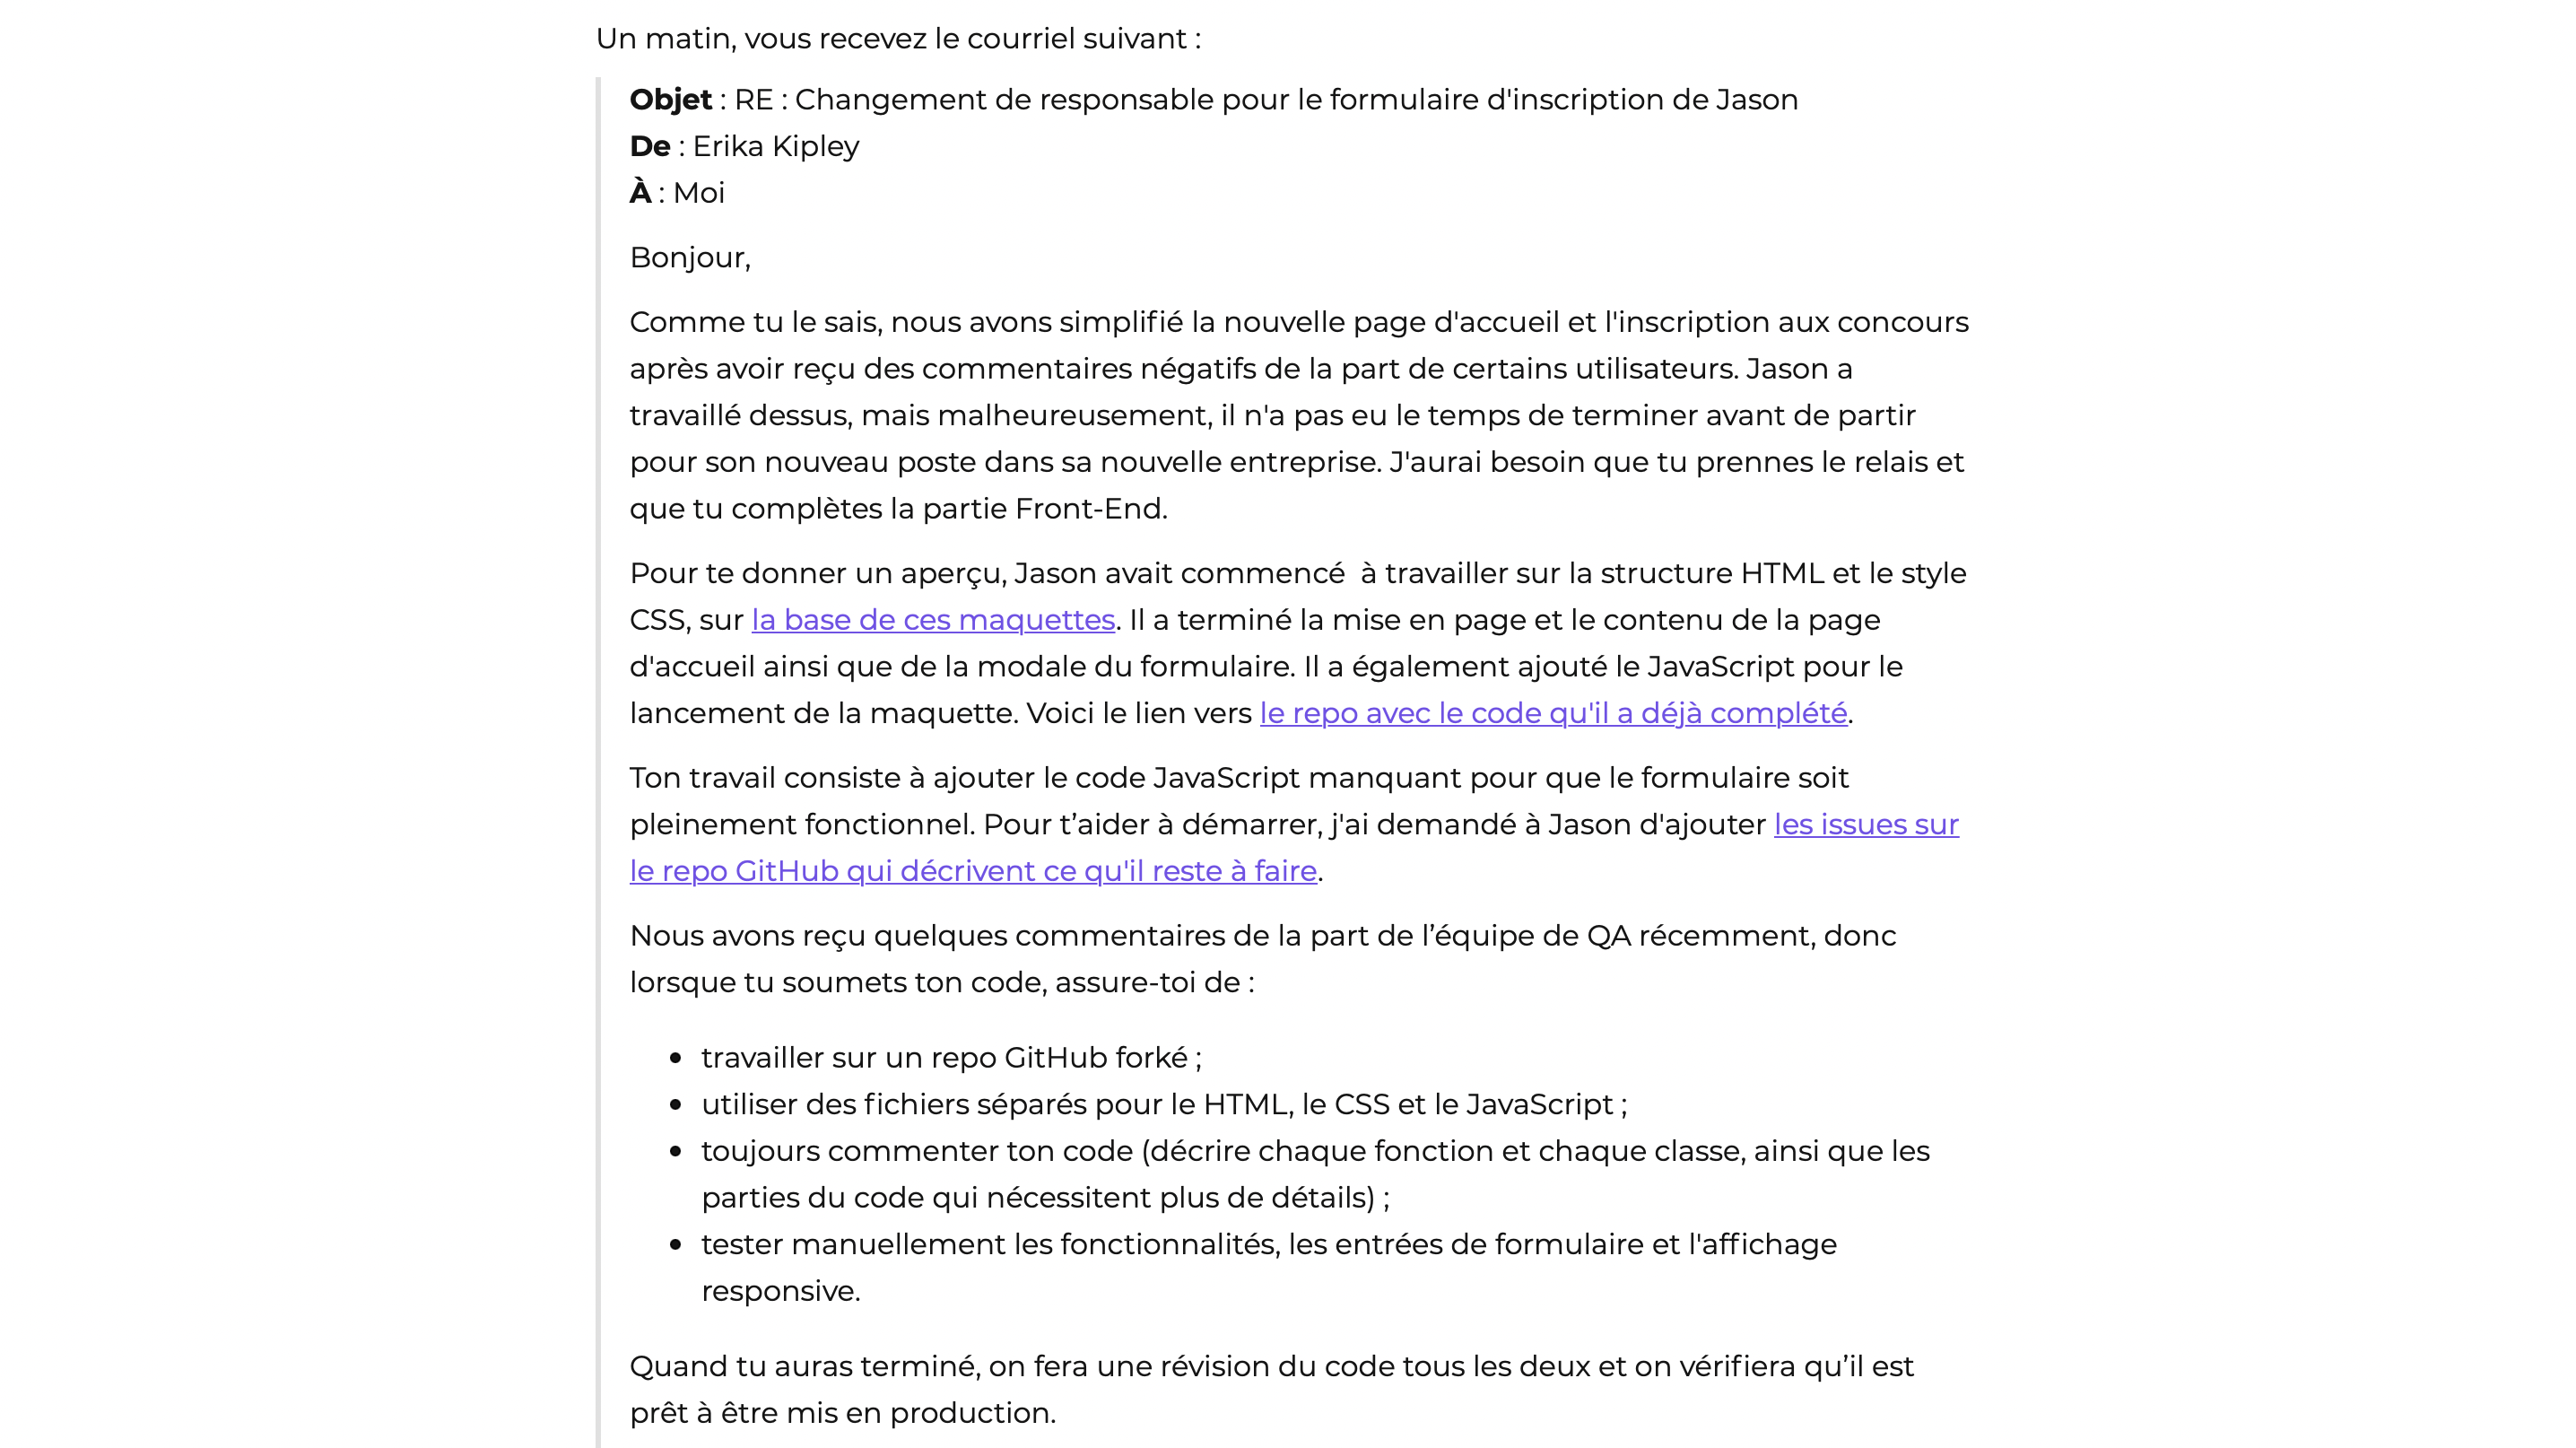 Un matin, vous recevez le courriel suivant :
Objet : RE : Changement de responsable pour le formulaire d'inscription de Jason
De : Erika Kipley
À : Moi
Bonjour,
Comme tu le sais, nous avons simplifié la nouvelle page d'accueil et l'inscription aux concours
après avoir reçu des commentaires négatifs de la part de certains utilisateurs. Jason a
travaillé dessus, mais malheureusement, il n'a pas eu le temps de terminer avant de partir
pour son nouveau poste dans sa nouvelle entreprise. J'aurai besoin que tu prennes le relais et
que tu complètes la partie Front-End.
Pour te donner un aperçu, Jason avait commencé  à travailler sur la structure HTML et le style
CSS, sur la base de ces maquettes. Il a terminé la mise en page et le contenu de la page
d'accueil ainsi que de la modale du formulaire. Il a également ajouté le JavaScript pour le
lancement de la maquette. Voici le lien vers le repo avec le code qu'il a déjà complété.
Ton travail consiste à ajouter le code JavaScript manquant pour que le formulaire soit
pleinement fonctionnel. Pour t’aider à démarrer, j'ai demandé à Jason d'ajouter les issues sur
le repo GitHub qui décrivent ce qu'il reste à faire.
Nous avons reçu quelques commentaires de la part de l’équipe de QA récemment, donc
lorsque tu soumets ton code, assure-toi de :
• travailler sur un repo GitHub forké ;
• utiliser des fichiers séparés pour le HTML, le CSS et le JavaScript ;
• toujours commenter ton code (décrire chaque fonction et chaque classe, ainsi que les
parties du code qui nécessitent plus de détails) ;
• tester manuellement les fonctionnalités, les entrées de formulaire et l'affichage
responsive.
Quand tu auras terminé, on fera une révision du code tous les deux et on vérifiera qu’il est
prêt à être mis en production.